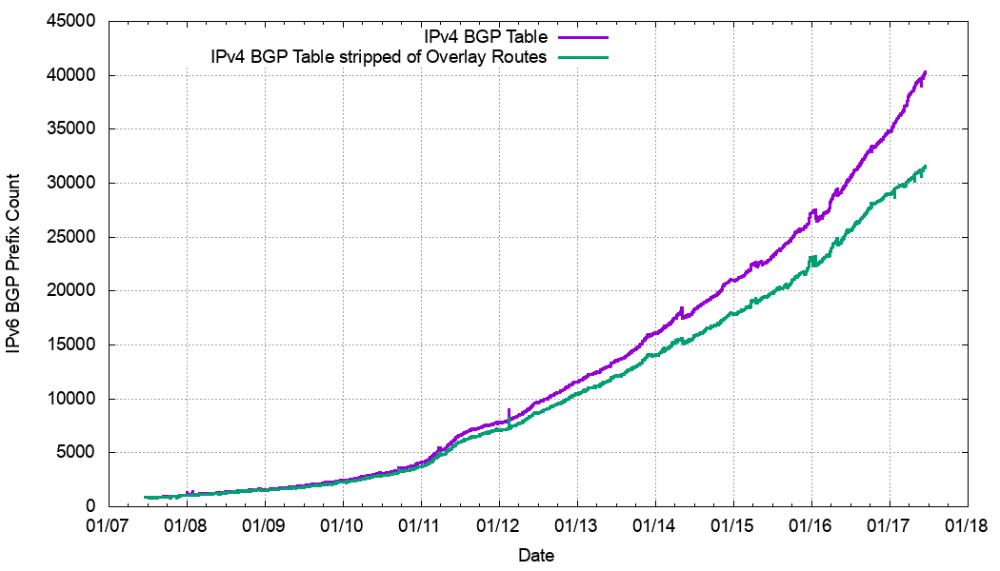 IPv4 BGP Table
IPv4 BGP Table stripped of Overlay Routes
45000
40000
35000
30000
25000
20000
15000
10000
5000
0
IPv6 BGP Prefix Count
01/07 01/08 01/09 01/10 01/11 01/12 01/13 01/14 01/15 01/16 01/17 01/18
Date